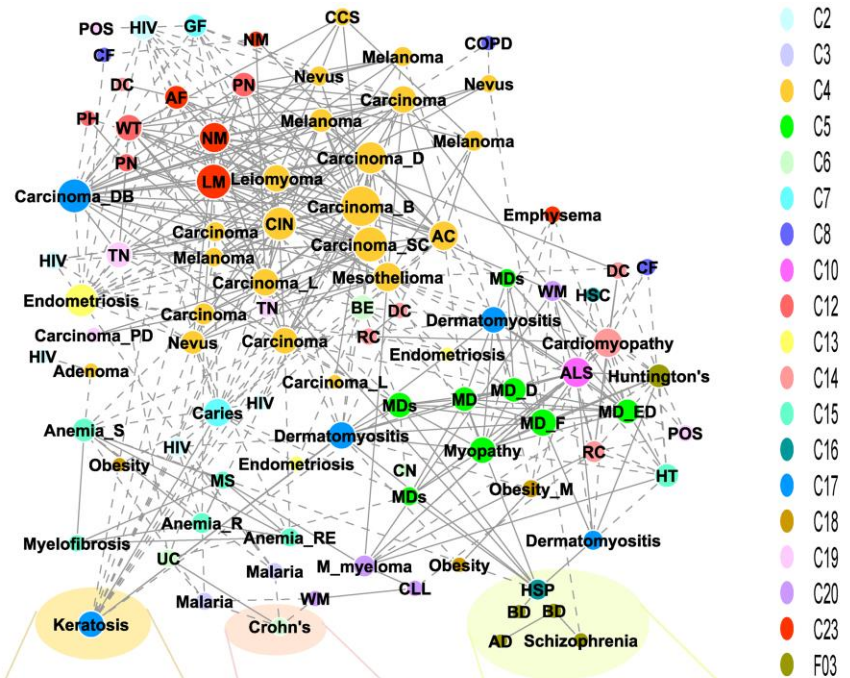 CCS
POS HIV GF
NM
CF
Melanoma
COPD
DC
AF
PN
Nevus
Carcinoma
Nevus
PH
WT
NM
Melanoma
Melanoma
PN
Carcinoma_D
Carcinoma_DB
LM
Leiomyoma
Carcinoma_B
Emphysema
Carcinoma
CIN
Carcinoma_SC
AC
HIV
TN
Melanoma
Mesothelioma
MDs
DC
CF
Endometriosis
Carcinoma_L
WM
HSC
Carcinoma
TN
BE
DC
Dermatomyositis
Carcinoma_PD
Nevus
Carcinoma
RC
Endometriosis
Cardiomyopathy
HIV
Adenoma
Carcinoma_L
ALS
Huntington's
Caries
HIV
MDs
MD
MD_D
MD_ED
Anemia_S
HIV
Dermatomyositis
MD_F
POS
Obesity
Endometriosis
CN
Myopathy
RC
HT
MS
MDs
Obesity_M
Myelofibrosis
Anemia_R
Anemia_RE
Dermatomyositis
UC
Malaria
M_myeloma
Obesity
Malaria
WM
CLL
HSP
Keratosis
Crohn's
BD
BD
AD
Schizophrenia
C2
C3
C4
C5
C6
C7
C8
C10
C12
C13
C14
C15
C16
C17
C18
C19
C20
C23
F03